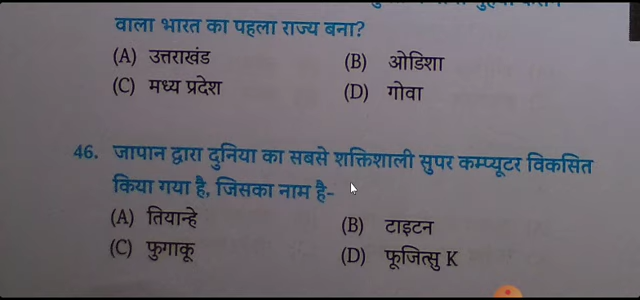 वाला भारत का पहला राज्य बना?
(A) उत्तराखंड (B) ओडिशा
(C) मध्य प्रदेश (D) गोवा
46. जापान द्वारा दुनिया का सबसे शक्तिशाली सुपर कम्प्यूटर विकसित
किया गया है, जिसका नाम है-
(A) तियान्हे (B) टाइटन
(C) फुगाकू (D) फूजित्सु K